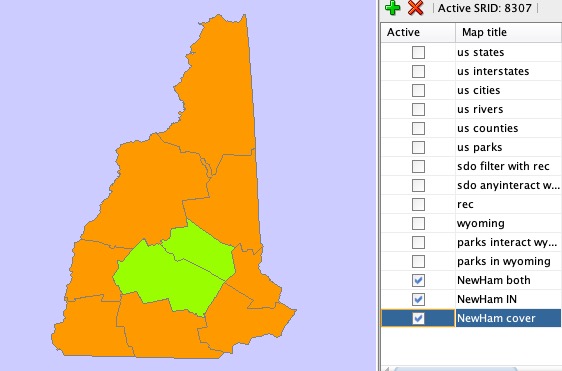 Active SRID: 8307
Active Map title
us states
us interstates
us cities
us rivers
us counties
us parks
sdo filter with rec
sdo anyinteract w...
rec
wyoming
parks interact wy...
parks in wyoming
NewHam both
NewHam IN
NewHam cover